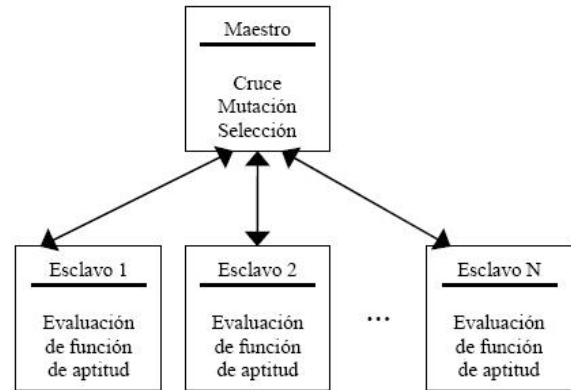 Maestro
Cruce
Mutación
Selección
Esclavo 1
Evaluación
de función
de aptitud
Esclavo 2
Evaluación
de función
de aptitud
...
Esclavo N
Evaluación
de función
de aptitud